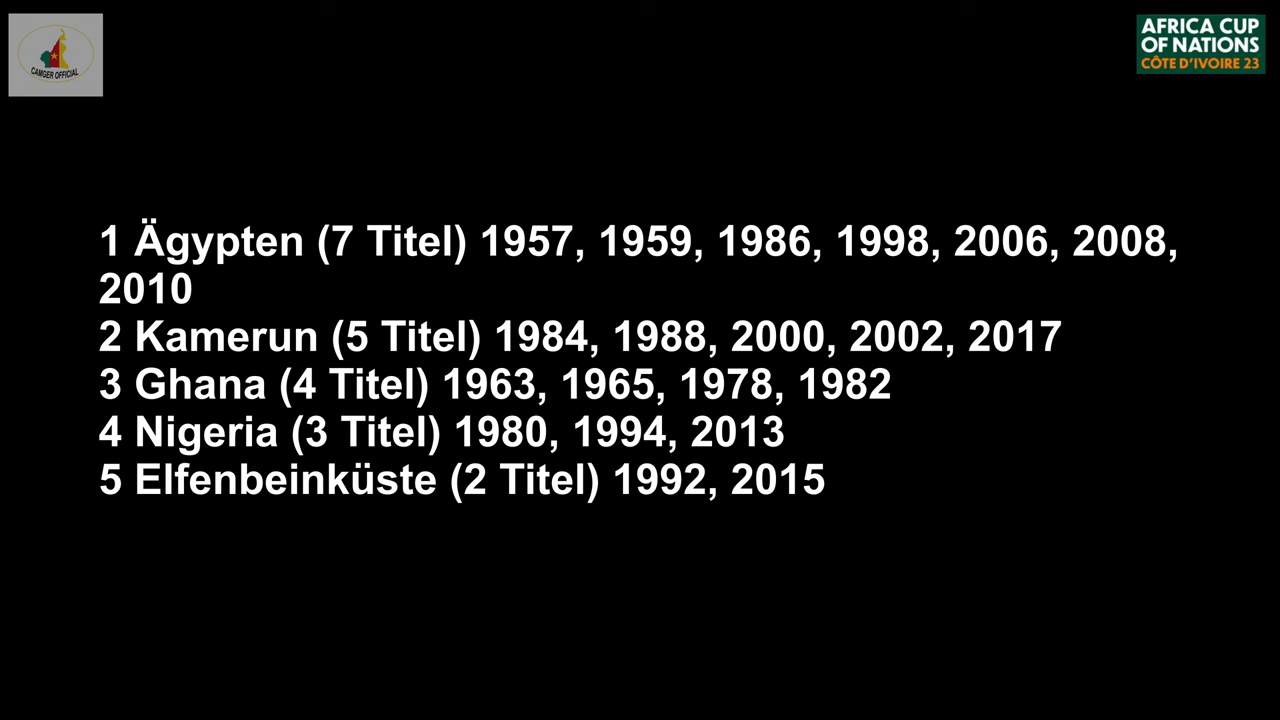 CAMGER OFFICIAL
AFRICA CUP
OF NATIONS
CÔTE D'IVOIRE 23
1 Ägypten (7 Titel) 1957, 1959, 1986, 1998, 2006, 2008,
2010
2 Kamerun (5 Titel) 1984, 1988, 2000, 2002, 2017
3 Ghana (4 Titel) 1963, 1965, 1978, 1982
4 Nigeria (3 Titel) 1980, 1994, 2013
5 Elfenbeinküste (2 Titel) 1992, 2015